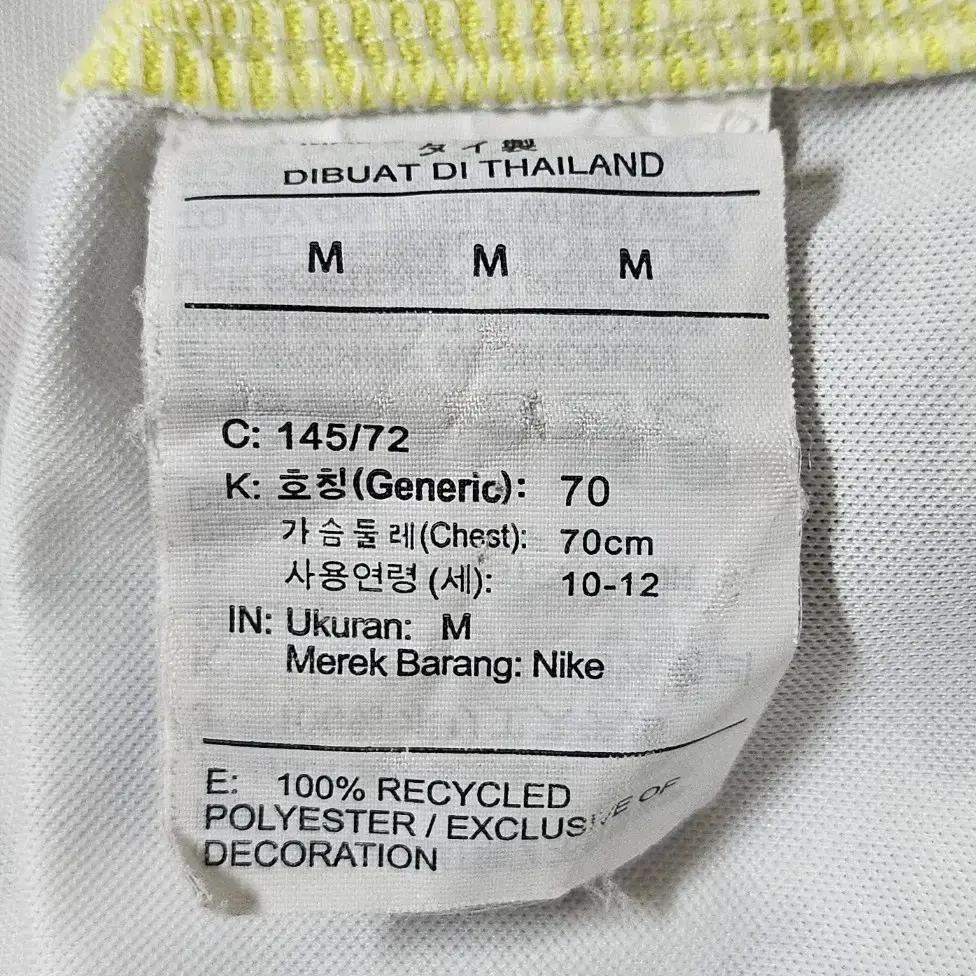 タイ製
DIBUAT DI THAILAND
M M M
C: 145/72
K: 호칭(Generic): 70
가슴둘레(Chest): 70cm
사용연령 (세): 10-12
IN: Ukuran: M
Merek Barang: Nike
E: 100% RECYCLED
POLYESTER / EXCLUSIVE OF
DECORATION